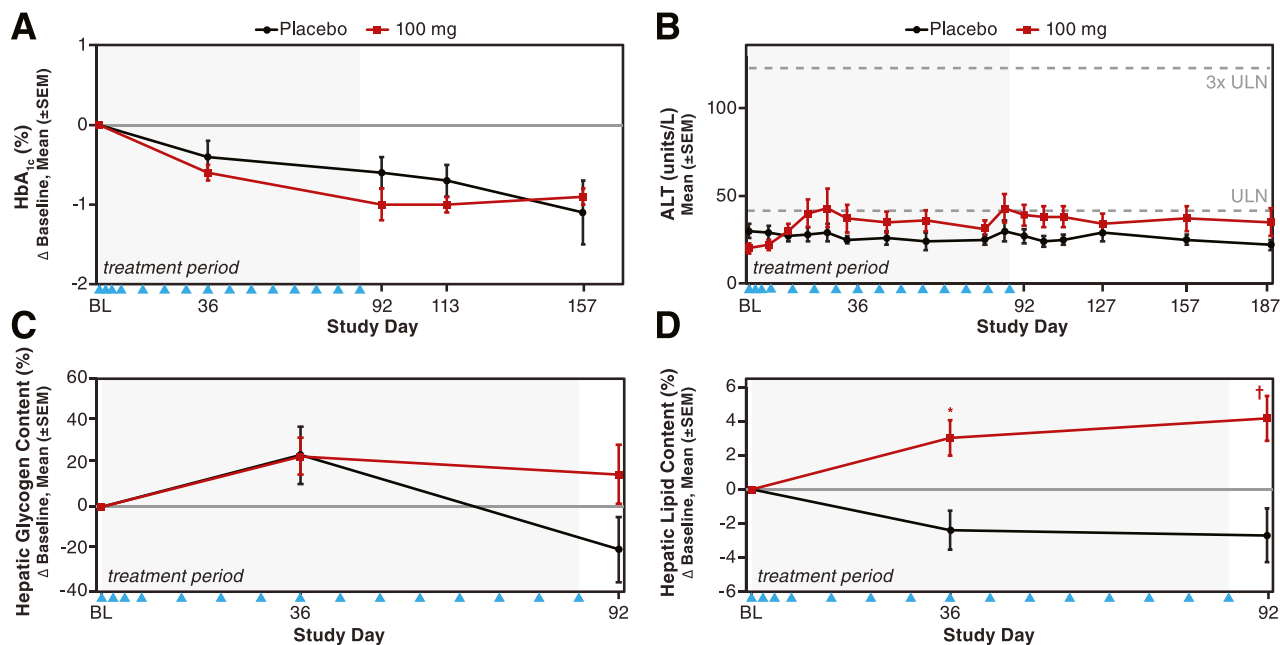 A
Placebo 100 mg
1
0
-1
-2
HbA1c (%)
Δ Baseline, Mean (±SEM)
treatment period
BL 36 92 113 157
Study Day
B
Placebo 100 mg
100
50
0
ALT (units/L)
Mean (±SEM)
3x ULN
ULN
treatment period
BL 36 92 127 157 187
Study Day
C
60
40
20
0
-20
-40
Hepatic Glycogen Content (%)
Δ Baseline, Mean (±SEM)
treatment period
BL 36 92
Study Day
D
6
4
2
0
-2
-4
-6
Hepatic Lipid Content (%)
Δ Baseline, Mean (±SEM)
*
†
treatment period
BL 36 92
Study Day